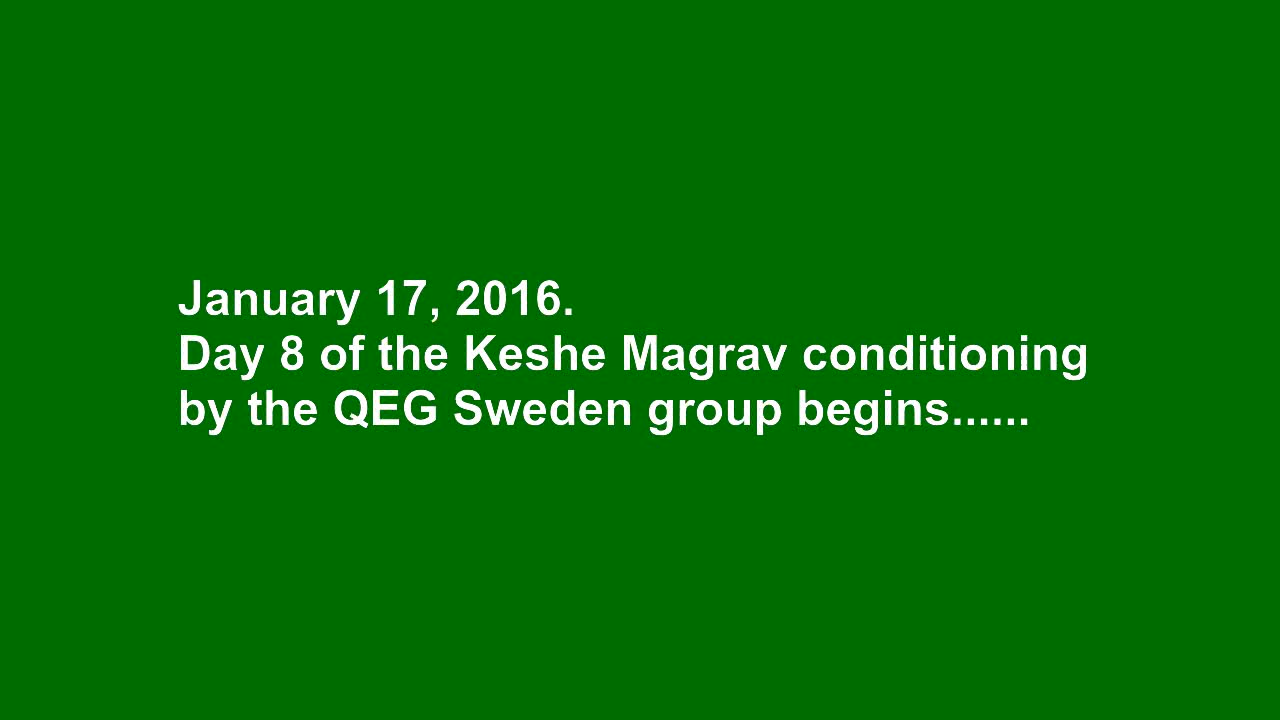 January 17, 2016.
Day 8 of the Keshe Magrav conditioning
by the QEG Sweden group begins......